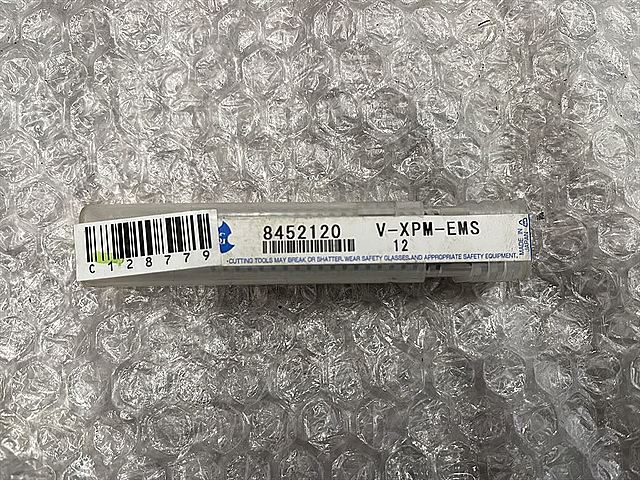 C128779
8452120
V-XPM-EMS
12
-CUTTING TOOLS MAY BREAK OR SHATTER. WEAR SAFETY GLASSES,AND APPROPRIATE SAFETY EQUIPMENT.
MADE IN
JAPAN